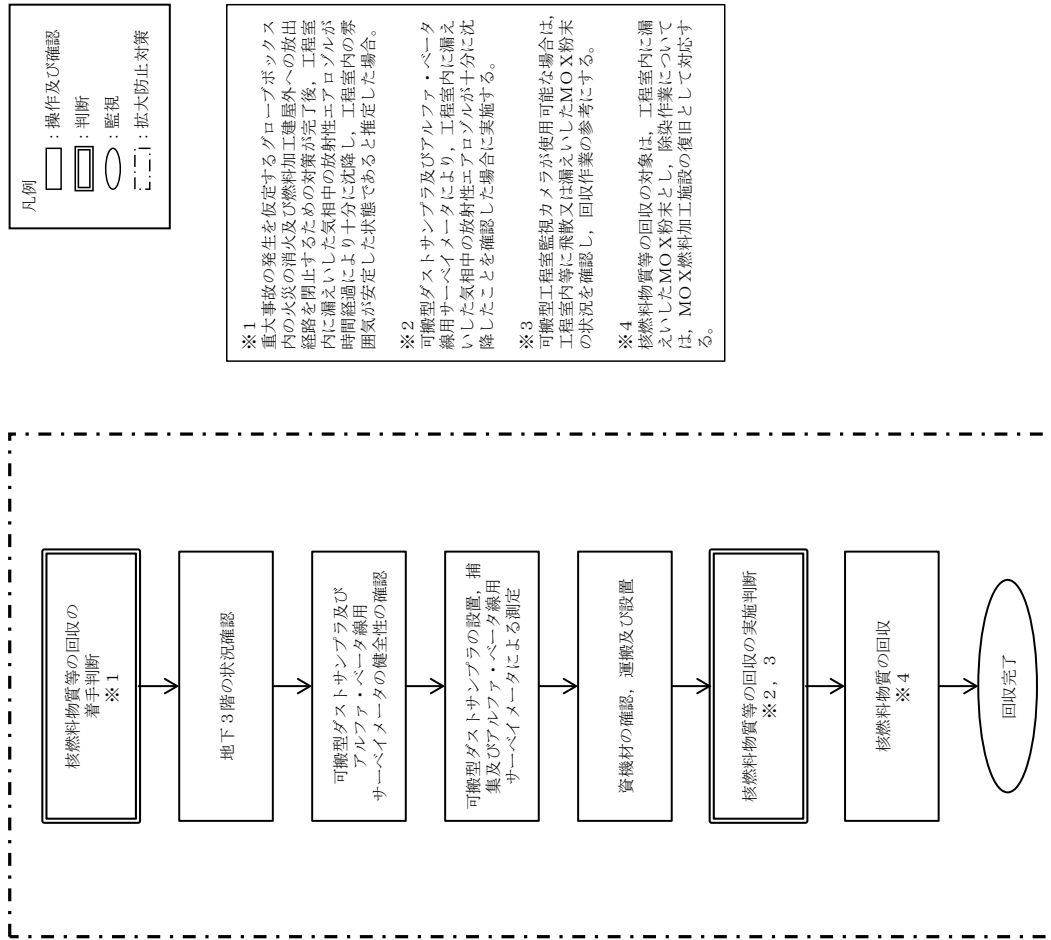 凡例
：操作及び確認
：判断
：監視
：拡大防止対策
※１
重大事故の発生を仮定するグローブボックス
内の火災の消火及び燃料加工建屋外への放出
経路を閉止するための対策が完了後，工程室
内に漏えいした気相中の放射性エアロゾルが
時間経過により十分に沈降し，工程室内の雰
囲気が安定した状態であると推定した場合。
※２
可搬型ダストサンプラ及びアルファ・ベータ
線用サーベイメータにより，工程室内に漏え
いした気相中の放射性エアロゾルが十分に沈
降したことを確認した場合に実施する。
※３
可搬型工程室監視カメラが使用可能な場合は，
工程室内等に飛散又は漏えいしたＭＯＸ粉末
の状況を確認し，回収作業の参考にする。
※４
核燃料物質等の回収の対象は，工程室内に漏
えいしたＭＯＸ粉末とし，除染作業について
は，ＭＯＸ燃料加工施設の復旧として対応す
る。
核燃料物質等の回収の
着手判断
※１
地下３階の状況確認
可搬型ダストサンプラ及び
アルファ・ベータ線用
サーベイメータの健全性の確認
可搬型ダストサンプラの設置，捕
集及びアルファ・ベータ線用
サーベイメータによる測定
資機材の確認，運搬及び設置
核燃料物質等の回収の実施判断
※２，３
核燃料物質の回収
※４
回収完了